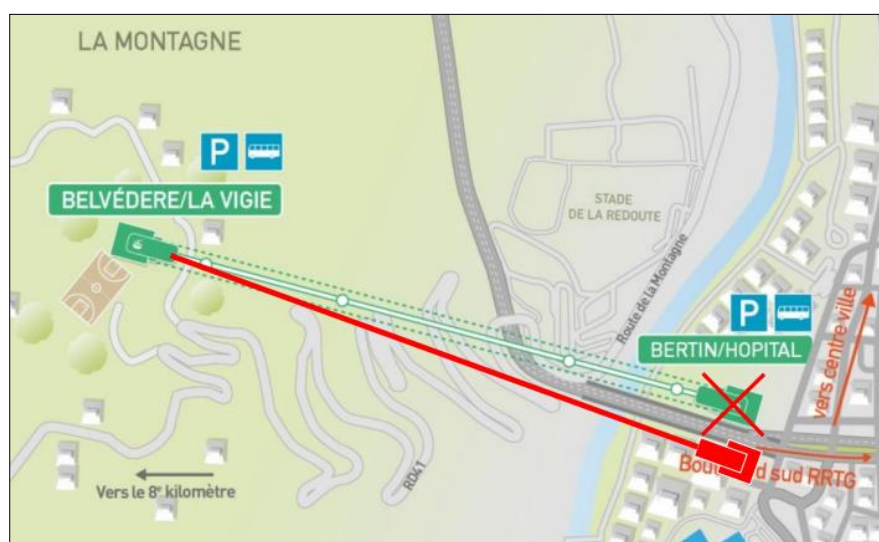 LA MONTAGNE
P
BELVÉDERE/LA VIGIE
STADE
DE LA REDOUTE
Route de la Montagne
P
BERTIN/HOPITAL
vers centre ville
RD41
Vers le 8e kilomètre
sud RRTG